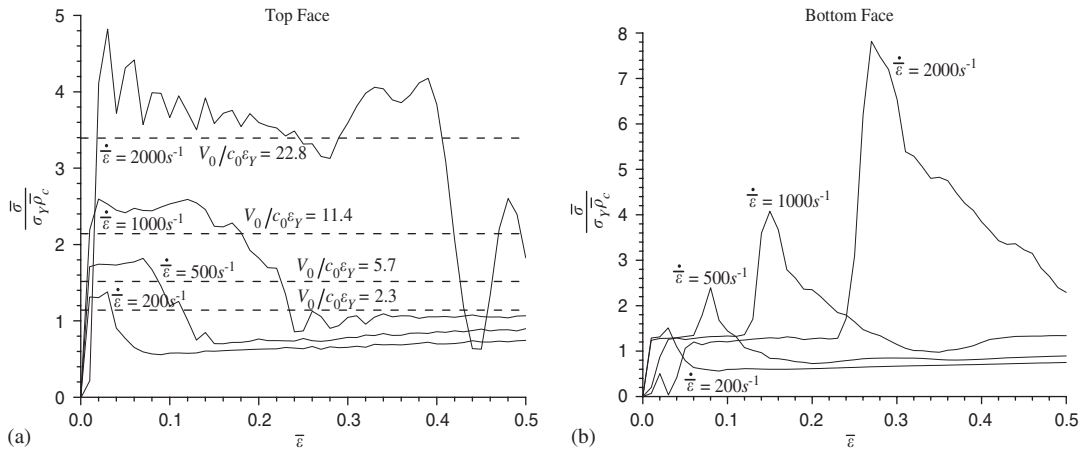 Top Face
5
4
3
2
1
0
σ̅ / σ_Y ρ̅_c
ε̅̇ = 2000s⁻¹
V₀/c₀ε_Y = 22.8
ε̅̇ = 1000s⁻¹
V₀/c₀ε_Y = 11.4
ε̅̇ = 500s⁻¹
V₀/c₀ε_Y = 5.7
ε̅̇ = 200s⁻¹
V₀/c₀ε_Y = 2.3
0.0 0.1 0.2 0.3 0.4 0.5
ε̅
(a)
Bottom Face
8
7
6
5
4
3
2
1
0
σ̅ / σ_Y ρ̅_c
ε̅̇ = 2000s⁻¹
ε̅̇ = 1000s⁻¹
ε̅̇ = 500s⁻¹
ε̅̇ = 200s⁻¹
0.0 0.1 0.2 0.3 0.4 0.5
ε̅
(b)